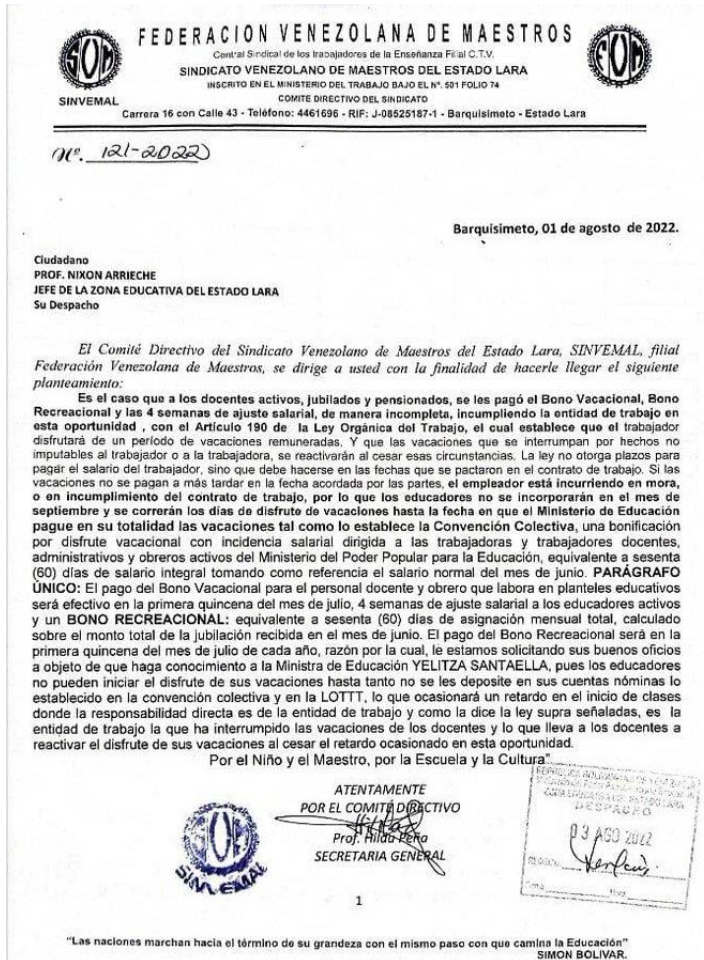 FEDERACION VENEZOLANA DE MAESTROS
Central Sindical de los trabajadores de la Enseñanza Filial C.T.V.
SINDICATO VENEZOLANO DE MAESTROS DEL ESTADO LARA
INSCRITO EN EL MINISTERIO DEL TRABAJO BAJO EL Nº. 501 FOLIO 74
COMITE DIRECTIVO DEL SINDICATO
SINVEMAL
Carrera 16 con Calle 43 - Teléfono: 4461696 - RIF: J-08525187-1 - Barquisimeto - Estado Lara
Nº. 121-2022
Barquisimeto, 01 de agosto de 2022.
Ciudadano
PROF. NIXON ARRIECHE
JEFE DE LA ZONA EDUCATIVA DEL ESTADO LARA
Su Despacho
El Comité Directivo del Sindicato Venezolano de Maestros del Estado Lara, SINVEMAL, filial
Federación Venezolana de Maestros, se dirige a usted con la finalidad de hacerle llegar el siguiente
planteamiento:
Es el caso que a los docentes activos, jubilados y pensionados, se les pagó el Bono Vacacional, Bono
Recreacional y las 4 semanas de ajuste salarial, de manera incompleta, incumpliendo la entidad de trabajo en
esta oportunidad , con el Artículo 190 de la Ley Orgánica del Trabajo, el cual establece que el trabajador
disfrutará de un período de vacaciones remuneradas. Y que las vacaciones que se interrumpan por hechos no
imputables al trabajador o a la trabajadora, se reactivarán al cesar esas circunstancias. La ley no otorga plazos para
pagar el salario del trabajador, sino que debe hacerse en las fechas que se pactaron en el contrato de trabajo. Si las
vacaciones no se pagan a más tardar en la fecha acordada por las partes, el empleador está incurriendo en mora,
o en incumplimiento del contrato de trabajo, por lo que los educadores no se incorporarán en el mes de
septiembre y se correrán los días de disfrute de vacaciones hasta la fecha en que el Ministerio de Educación
pague en su totalidad las vacaciones tal como lo establece la Convención Colectiva, una bonificación
por disfrute vacacional con incidencia salarial dirigida a las trabajadoras y trabajadores docentes,
administrativos y obreros activos del Ministerio del Poder Popular para la Educación, equivalente a sesenta
(60) días de salario integral tomando como referencia el salario normal del mes de junio. PARÁGRAFO
ÚNICO: El pago del Bono Vacacional para el personal docente y obrero que labora en planteles educativos
será efectivo en la primera quincena del mes de julio, 4 semanas de ajuste salarial a los educadores activos
y un BONO RECREACIONAL: equivalente a sesenta (60) días de asignación mensual total, calculado
sobre el monto total de la jubilación recibida en el mes de junio. El pago del Bono Recreacional será en la
primera quincena del mes de julio de cada año, razón por la cual, le estamos solicitando sus buenos oficios
a objeto de que haga conocimiento a la Ministra de Educación YELITZA SANTAELLA, pues los educadores
no pueden iniciar el disfrute de sus vacaciones hasta tanto no se les deposite en sus cuentas nóminas lo
establecido en la convención colectiva y en la LOTTT, lo que ocasionará un retardo en el inicio de clases
donde la responsabilidad directa es de la entidad de trabajo y como la dice la ley supra señaladas, es la
entidad de trabajo la que ha interrumpido las vacaciones de los docentes y lo que lleva a los docentes a
reactivar el disfrute de sus vacaciones al cesar el retardo ocasionado en esta oportunidad.
Por el Niño y el Maestro, por la Escuela y la Cultura"
ATENTAMENTE
POR EL COMITÉ DIRECTIVO
Prof. Hilda Peña
SECRETARIA GENERAL
SINVEMAL
DESPACHO
03 AGO 2022
1
"Las naciones marchan hacia el término de su grandeza con el mismo paso con que camina la Educación"
SIMON BOLIVAR.